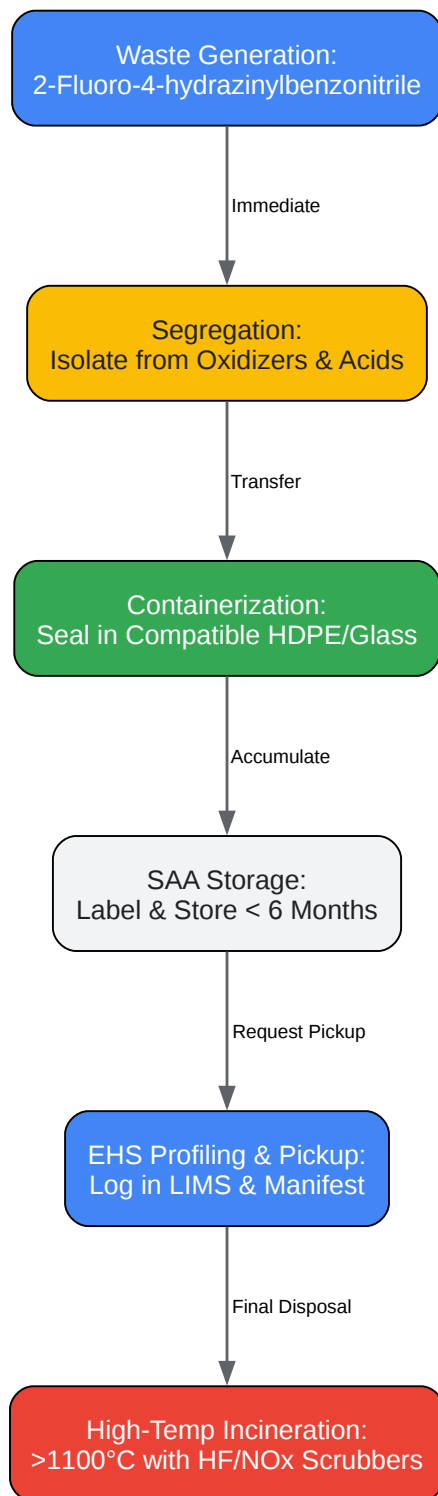 Waste Generation:
2-Fluoro-4-hydrazinylbenzonitrile
Immediate
Segregation:
Isolate from Oxidizers & Acids
Transfer
Containerization:
Seal in Compatible HDPE/Glass
Accumulate
SAA Storage:
Label & Store < 6 Months
Request Pickup
EHS Profiling & Pickup:
Log in LIMS & Manifest
Final Disposal
High-Temp Incineration:
>1100°C with HF/NOx Scrubbers